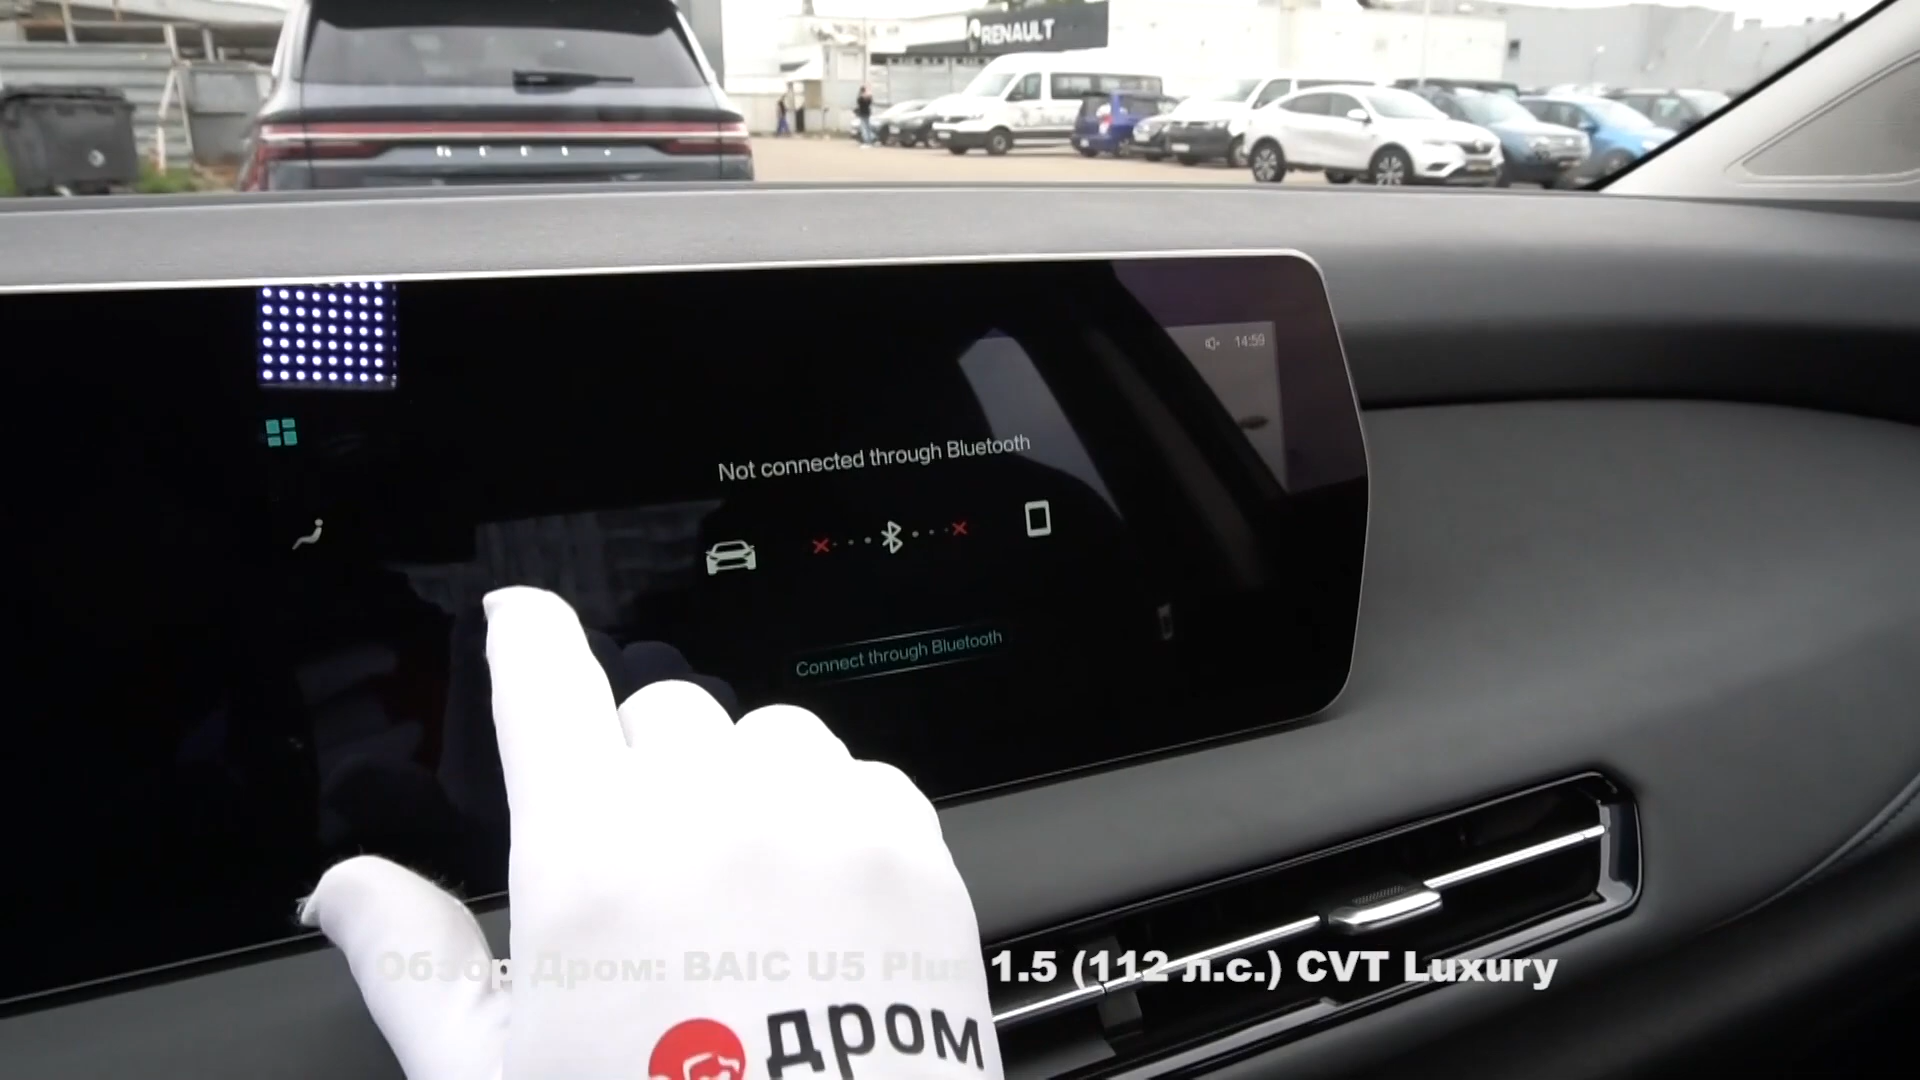 RENAULT
14:59
Not connected through Bluetooth
Connect through Bluetooth
Обзор Дром: BAIC U5 Plus 1.5 (112 л.с.) CVT Luxury
дром